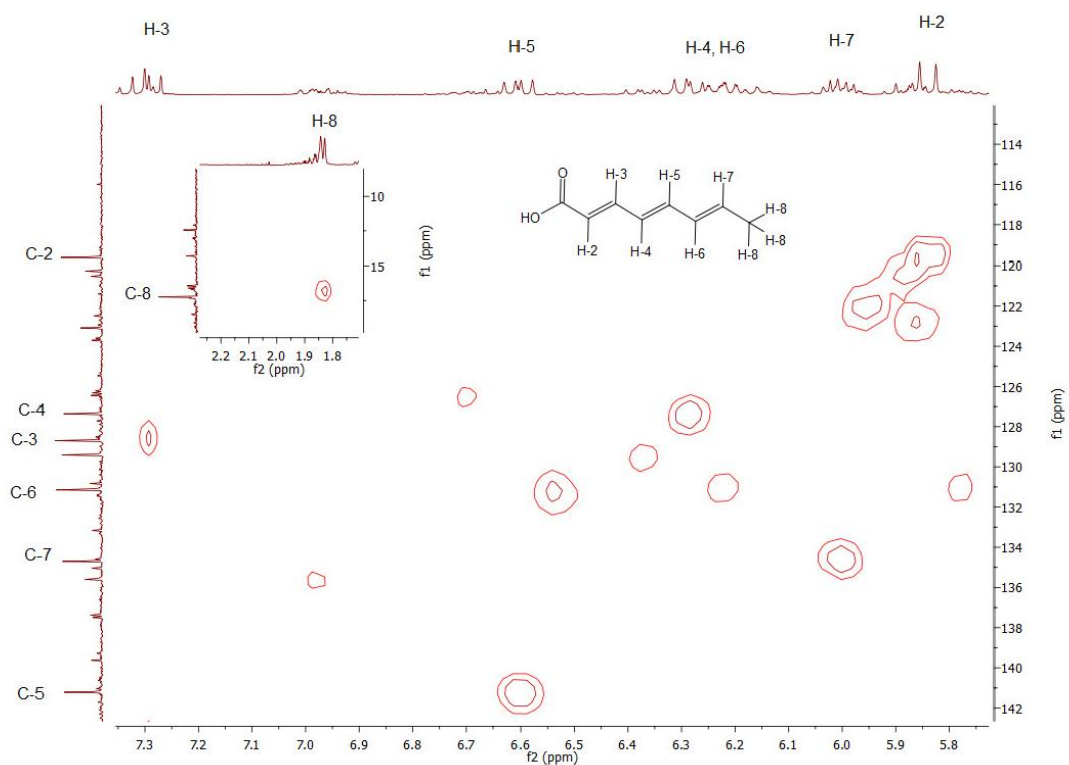 H-3
H-5
H-4, H-6
H-7
H-2
H-8
10
15
f1 (ppm)
C-8
2.2 2.1 2.0 1.9 1.8
f2 (ppm)
O
HO
H-3
H-5
H-7
H-8
H-8
H-8
H-2
H-4
H-6
C-2
C-4
C-3
C-6
C-7
C-5
114
116
118
120
122
124
126
128
130
132
134
136
138
140
142
f1 (ppm)
7.3 7.2 7.1 7.0 6.9 6.8 6.7 6.6 6.5 6.4 6.3 6.2 6.1 6.0 5.9 5.8
f2 (ppm)